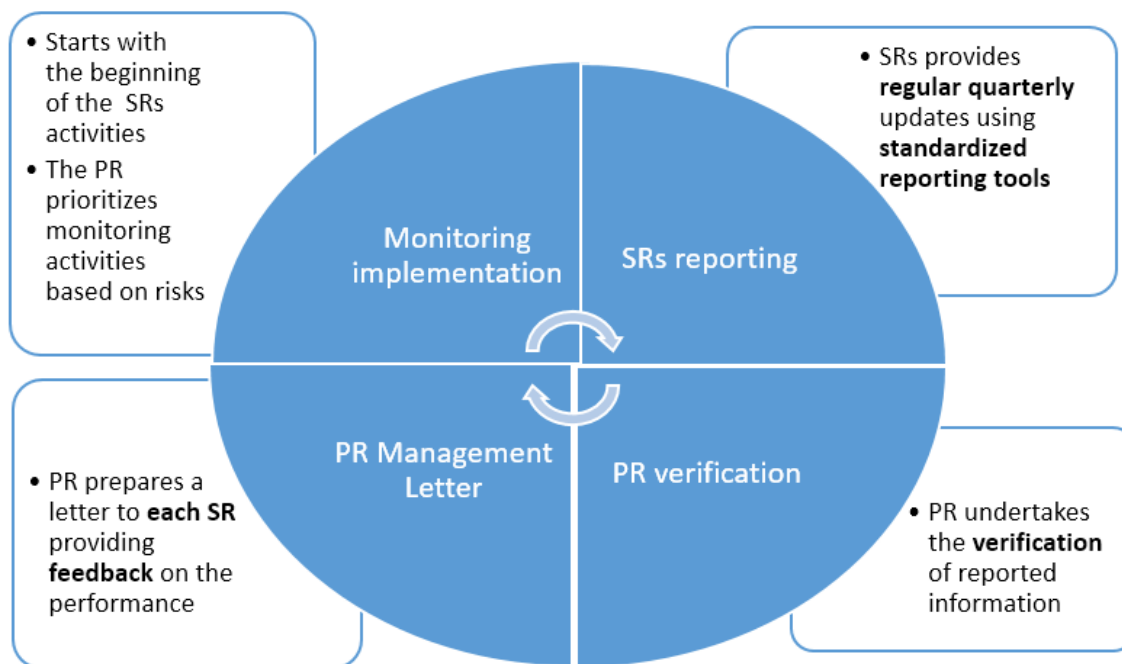 • Starts with
the beginning
of the SRs
activities
• The PR
prioritizes
monitoring
activities
based on risks
• SRs provides
regular quarterly
updates using
standardized
reporting tools
Monitoring
implementation
SRs reporting
PR Management
Letter
PR verification
• PR prepares a
letter to each SR
providing
feedback on the
performance
• PR undertakes
the verification
of reported
information